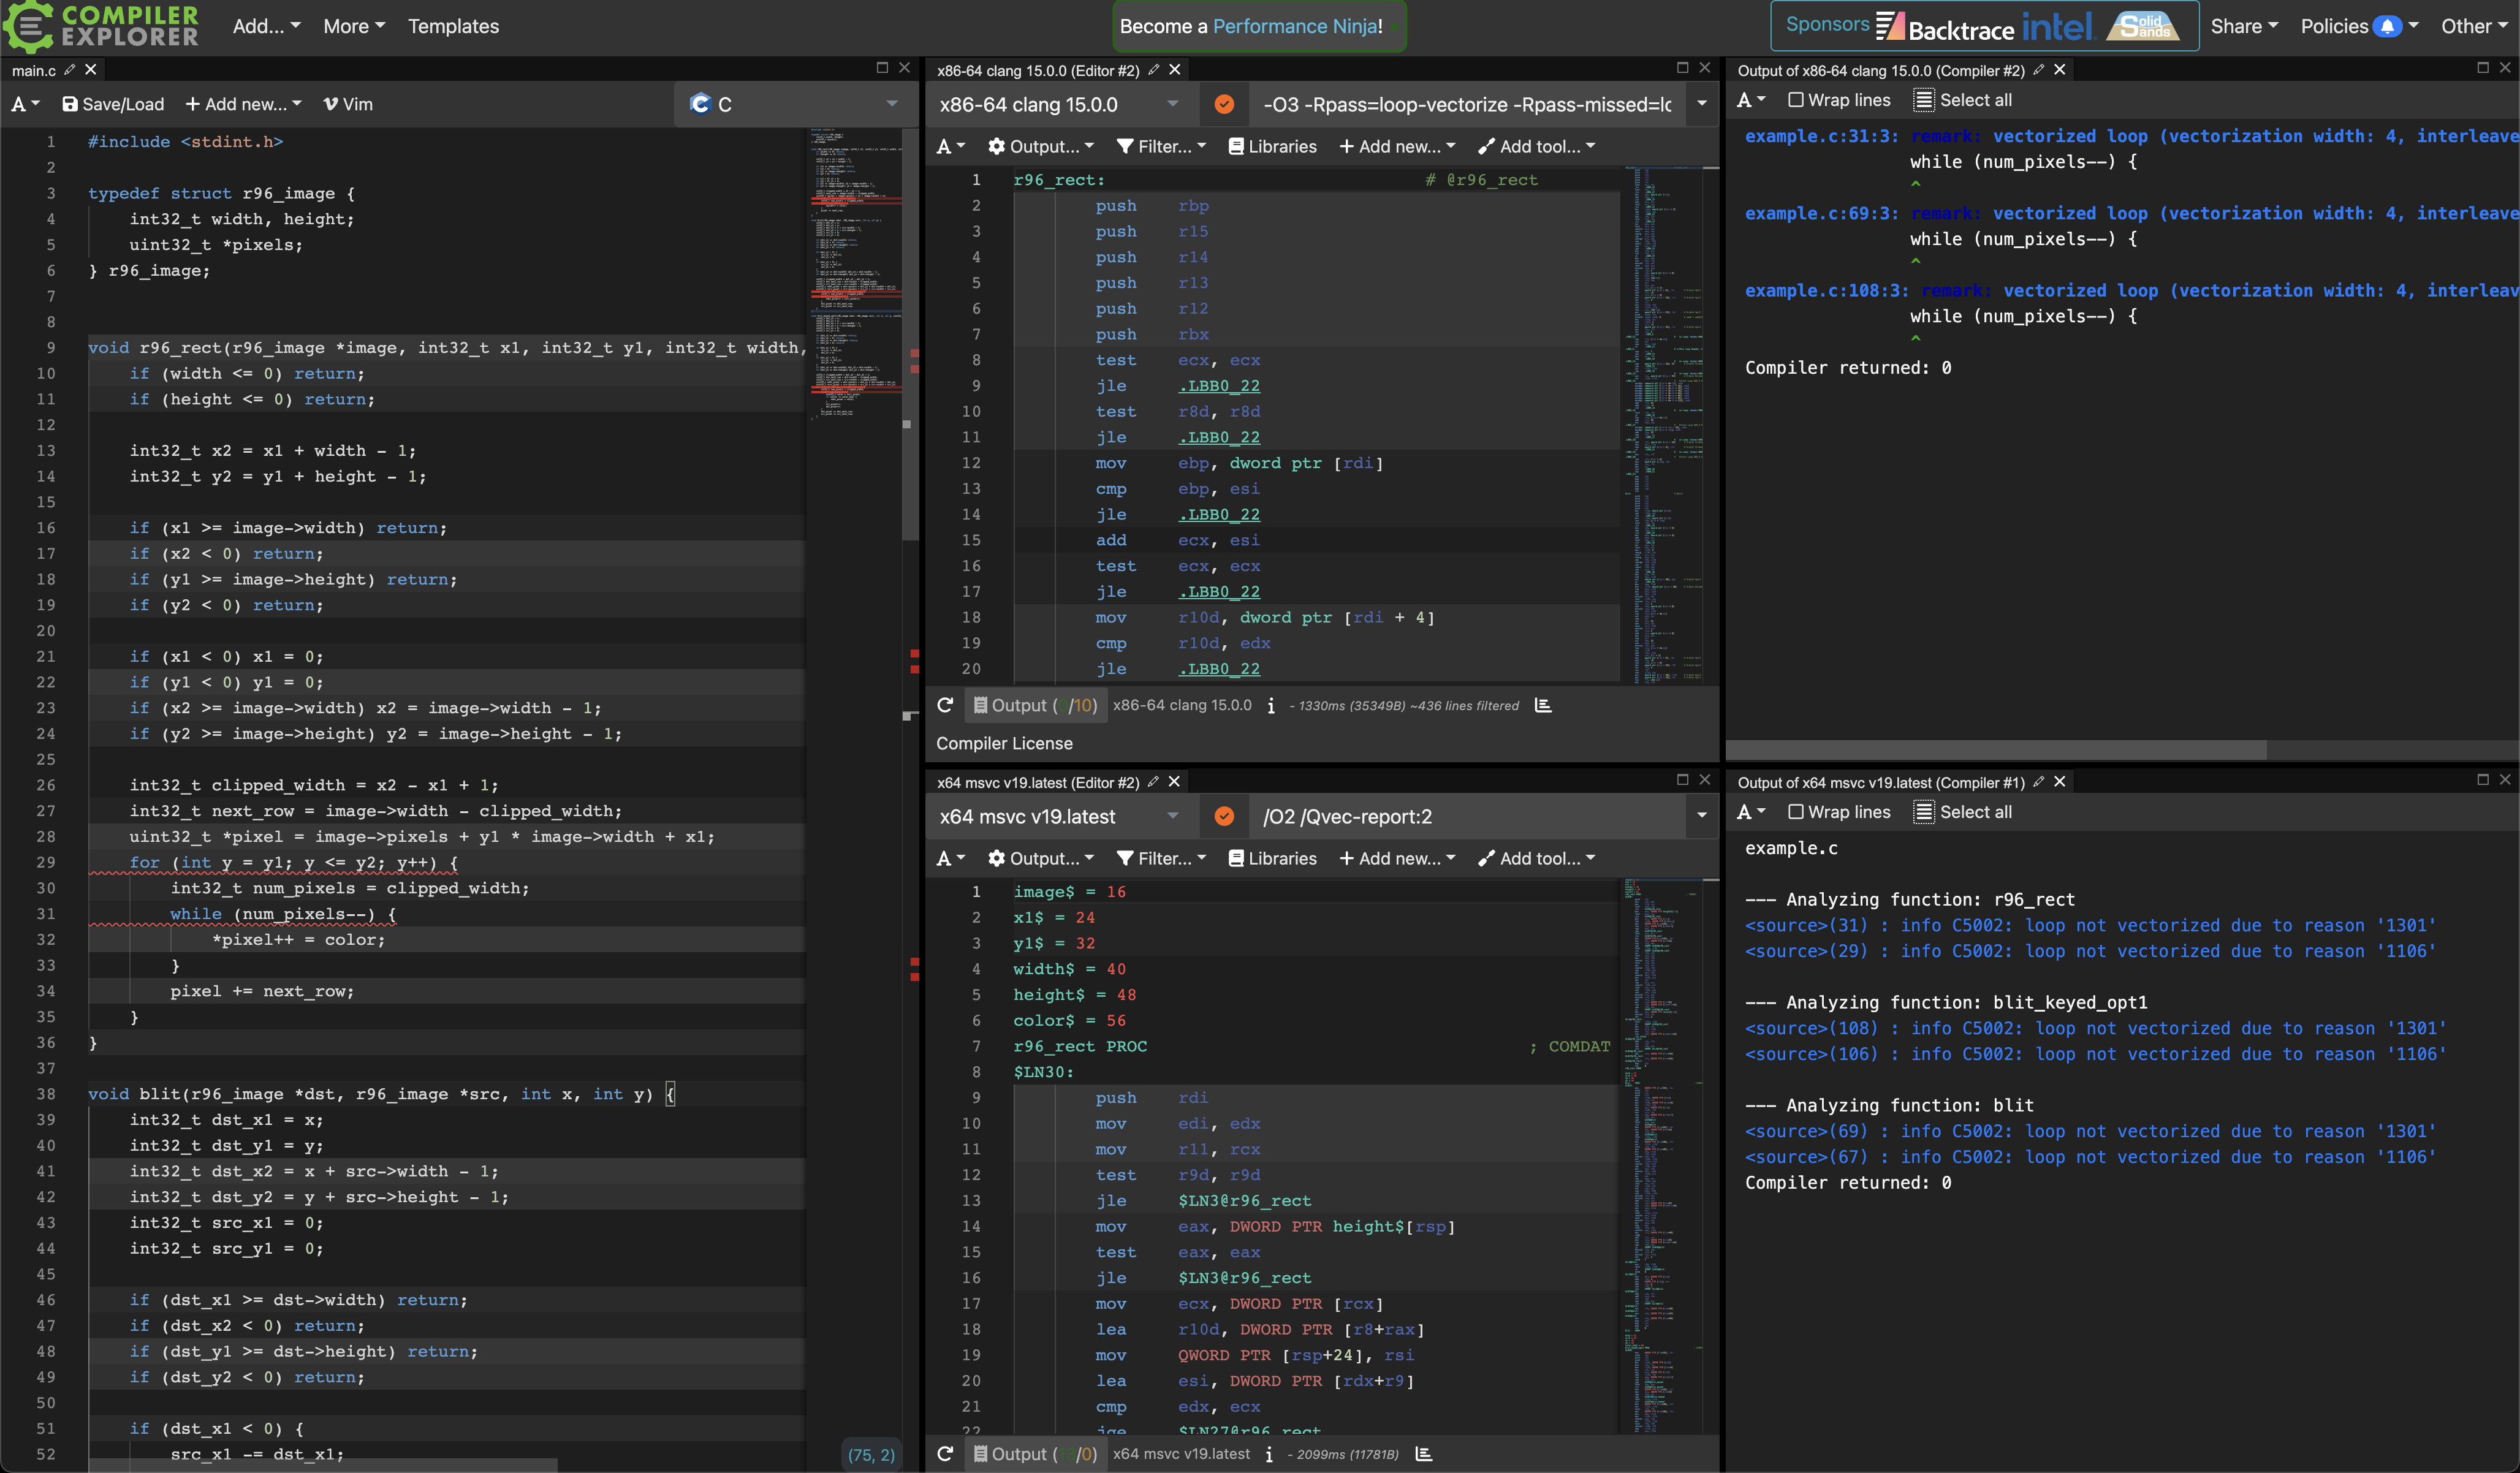 COMPILER EXPLORER
Add...
More
Templates
Become a Performance Ninja!
Sponsors
Backtrace
intel.
Solid Sands
Share
Policies
Other
main.c
A
Save/Load
+ Add new...
Vim
C
1 #include <stdint.h>
2
3 typedef struct r96_image {
4     int32_t width, height;
5     uint32_t *pixels;
6 } r96_image;
7
8
9 void r96_rect(r96_image *image, int32_t x1, int32_t y1, int32_t width,
10     if (width <= 0) return;
11     if (height <= 0) return;
12
13     int32_t x2 = x1 + width - 1;
14     int32_t y2 = y1 + height - 1;
15
16     if (x1 >= image->width) return;
17     if (x2 < 0) return;
18     if (y1 >= image->height) return;
19     if (y2 < 0) return;
20
21     if (x1 < 0) x1 = 0;
22     if (y1 < 0) y1 = 0;
23     if (x2 >= image->width) x2 = image->width - 1;
24     if (y2 >= image->height) y2 = image->height - 1;
25
26     int32_t clipped_width = x2 - x1 + 1;
27     int32_t next_row = image->width - clipped_width;
28     uint32_t *pixel = image->pixels + y1 * image->width + x1;
29     for (int y = y1; y <= y2; y++) {
30         int32_t num_pixels = clipped_width;
31         while (num_pixels--) {
32             *pixel++ = color;
33         }
34         pixel += next_row;
35     }
36 }
37
38 void blit(r96_image *dst, r96_image *src, int x, int y) {
39     int32_t dst_x1 = x;
40     int32_t dst_y1 = y;
41     int32_t dst_x2 = x + src->width - 1;
42     int32_t dst_y2 = y + src->height - 1;
43     int32_t src_x1 = 0;
44     int32_t src_y1 = 0;
45
46     if (dst_x1 >= dst->width) return;
47     if (dst_x2 < 0) return;
48     if (dst_y1 >= dst->height) return;
49     if (dst_y2 < 0) return;
50
51     if (dst_x1 < 0) {
52         src_x1 -= dst_x1;
(75, 2)
x86-64 clang 15.0.0 (Editor #2)
x86-64 clang 15.0.0
-O3 -Rpass=loop-vectorize -Rpass-missed=lc
A
Output...
Filter...
Libraries
+ Add new...
Add tool...
1 r96_rect: # @r96_rect
2 push rbp
3 push r15
4 push r14
5 push r13
6 push r12
7 push rbx
8 test ecx, ecx
9 jle .LBB0_22
10 test r8d, r8d
11 jle .LBB0_22
12 mov ebp, dword ptr [rdi]
13 cmp ebp, esi
14 jle .LBB0_22
15 add ecx, esi
16 test ecx, ecx
17 jle .LBB0_22
18 mov r10d, dword ptr [rdi + 4]
19 cmp r10d, edx
20 jle .LBB0_22
Output ( /10) x86-64 clang 15.0.0 i - 1330ms (35349B) ~436 lines filtered
Compiler License
x64 msvc v19.latest (Editor #2)
x64 msvc v19.latest
/O2 /Qvec-report:2
A
Output...
Filter...
Libraries
+ Add new...
Add tool...
1 image$ = 16
2 x1$ = 24
3 y1$ = 32
4 width$ = 40
5 height$ = 48
6 color$ = 56
7 r96_rect PROC ; COMDAT
8 $LN30:
9 push rdi
10 mov edi, edx
11 mov r11, rcx
12 test r9d, r9d
13 jle $LN3@r96_rect
14 mov eax, DWORD PTR height$[rsp]
15 test eax, eax
16 jle $LN3@r96_rect
17 mov ecx, DWORD PTR [rcx]
18 lea r10d, DWORD PTR [r8+rax]
19 mov QWORD PTR [rsp+24], rsi
20 lea esi, DWORD PTR [rdx+r9]
21 cmp edx, ecx
22 jge $LN27@r96_rect
Output ( /0) x64 msvc v19.latest i - 2099ms (11781B)
Output of x86-64 clang 15.0.0 (Compiler #2)
A
Wrap lines
Select all
example.c:31:3: remark: vectorized loop (vectorization width: 4, interleave
while (num_pixels--) {
^
example.c:69:3: remark: vectorized loop (vectorization width: 4, interleave
while (num_pixels--) {
^
example.c:108:3: remark: vectorized loop (vectorization width: 4, interleav
while (num_pixels--) {
^
Compiler returned: 0
Output of x64 msvc v19.latest (Compiler #1)
A
Wrap lines
Select all
example.c
--- Analyzing function: r96_rect
<source>(31) : info C5002: loop not vectorized due to reason '1301'
<source>(29) : info C5002: loop not vectorized due to reason '1106'
--- Analyzing function: blit_keyed_opt1
<source>(108) : info C5002: loop not vectorized due to reason '1301'
<source>(106) : info C5002: loop not vectorized due to reason '1106'
--- Analyzing function: blit
<source>(69) : info C5002: loop not vectorized due to reason '1301'
<source>(67) : info C5002: loop not vectorized due to reason '1106'
Compiler returned: 0